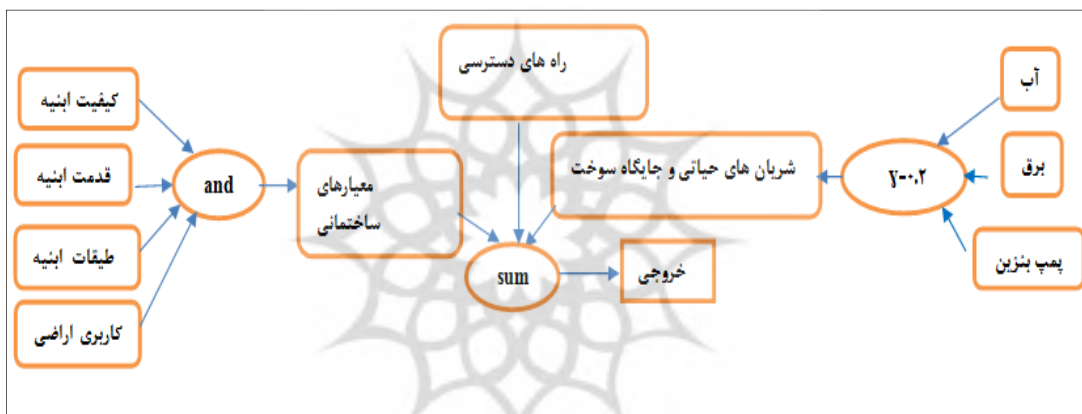 راه های دسترسی
آب
کیفیت ابنیه
شریان های حیاتی و جایگاه سوخت
برق
γ-۰.۲
معیارهای
ساختمانی
and
قدمت ابنیه
پمپ بنزین
طبقات ابنیه
خروجی
sum
کاربری اراضی